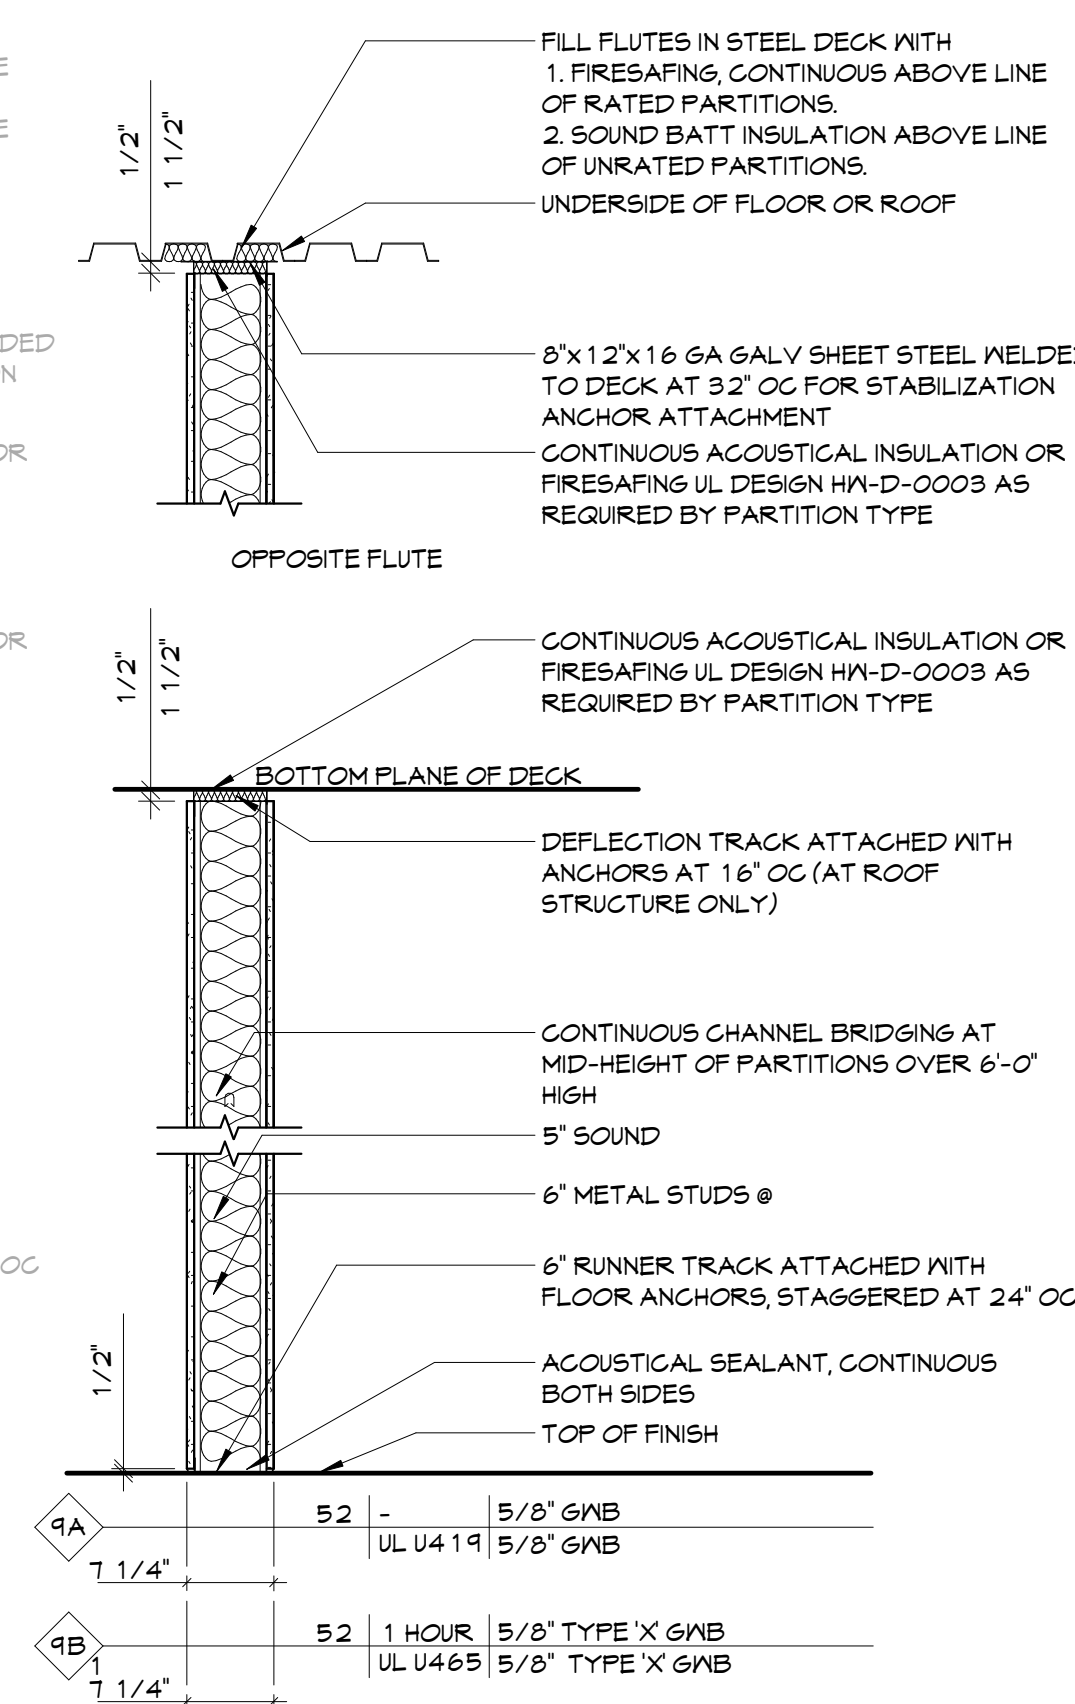 E
E
DED
N
OR
OR
OC
1/2"
1 1/2"
FILL FLUTES IN STEEL DECK WITH
1. FIRESAFING, CONTINUOUS ABOVE LINE
OF RATED PARTITIONS.
2. SOUND BATT INSULATION ABOVE LINE
OF UNRATED PARTITIONS.
UNDERSIDE OF FLOOR OR ROOF
8"x12"x16 GA GALV SHEET STEEL WELDE
TO DECK AT 32" OC FOR STABILIZATION
ANCHOR ATTACHMENT
CONTINUOUS ACOUSTICAL INSULATION OR
FIRESAFING UL DESIGN HW-D-0003 AS
REQUIRED BY PARTITION TYPE
OPPOSITE FLUTE
1/2"
1 1/2"
CONTINUOUS ACOUSTICAL INSULATION OR
FIRESAFING UL DESIGN HW-D-0003 AS
REQUIRED BY PARTITION TYPE
BOTTOM PLANE OF DECK
DEFLECTION TRACK ATTACHED WITH
ANCHORS AT 16" OC (AT ROOF
STRUCTURE ONLY)
CONTINUOUS CHANNEL BRIDGING AT
MID-HEIGHT OF PARTITIONS OVER 6'-0"
HIGH
5" SOUND
6" METAL STUDS @
6" RUNNER TRACK ATTACHED WITH
FLOOR ANCHORS, STAGGERED AT 24" OC
1/2"
ACOUSTICAL SEALANT, CONTINUOUS
BOTH SIDES
TOP OF FINISH
9A 52 - 5/8" GWB
UL U419 5/8" GWB
7 1/4"
9B 52 1 HOUR 5/8" TYPE 'X' GWB
1 UL U465 5/8" TYPE 'X' GWB
7 1/4"